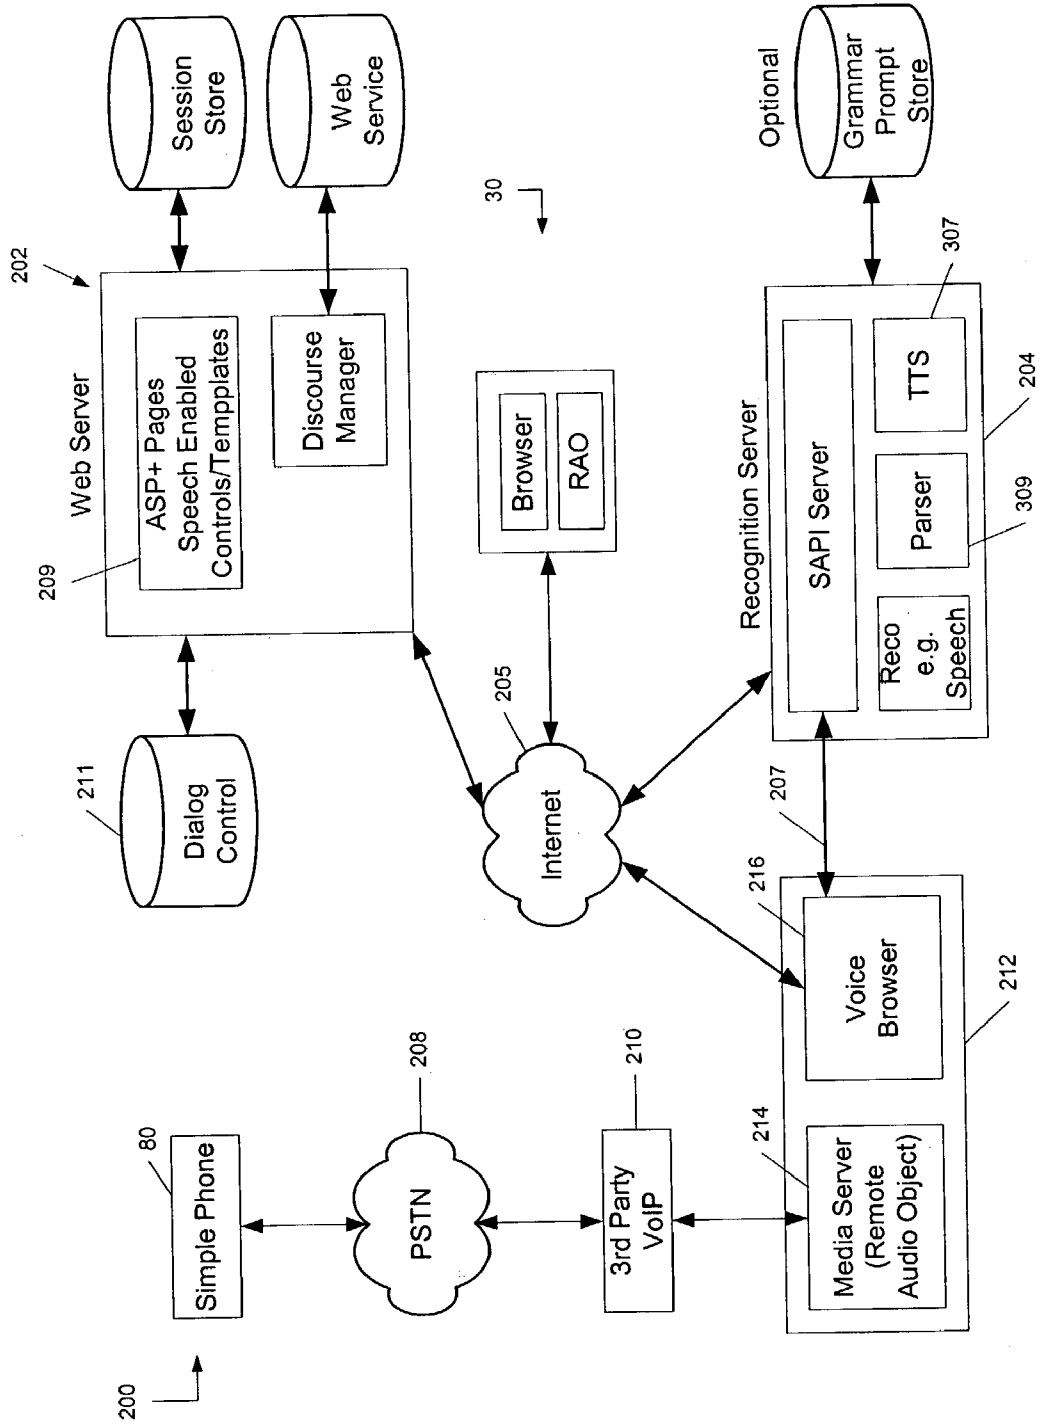 200
Simple Phone
80
PSTN
208
3rd Party
VoIP
210
Media Server
(Remote
Audio Object)
214
Voice
Browser
216
212
207
Dialog
Control
211
Internet
205
Web Server
202
209
ASP+ Pages
Speech Enabled
Controls/Tempplates
Discourse
Manager
Session
Store
Web
Service
30
Browser
RAO
Recognition Server
SAPI Server
Reco
e.g.
Speech
Parser
TTS
309
204
307
Optional
Grammar
Prompt
Store